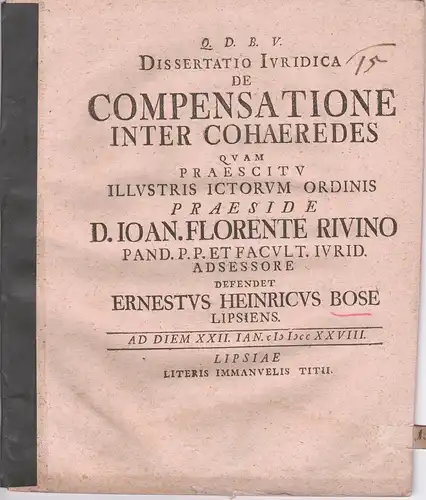 Q. D. B. V.
DISSERTATIO IVRIDICA
15
DE
COMPENSATIONE
INTER COHAEREDES
QVAM
PRAESCITV
ILLVSTRIS ICTORVM ORDINIS
PRAESIDE
D. IOAN. FLORENTE RIVINO
PAND. P. P. ET FACVLT. IVRID.
ADSESSORE
DEFENDET
ERNESTVS HEINRICVS BOSE
LIPSIENS.
AD DIEM XXII. IAN. cIɔ Iɔcc XXVIII.
LIPSIAE
LITERIS IMMANVELIS TITII.